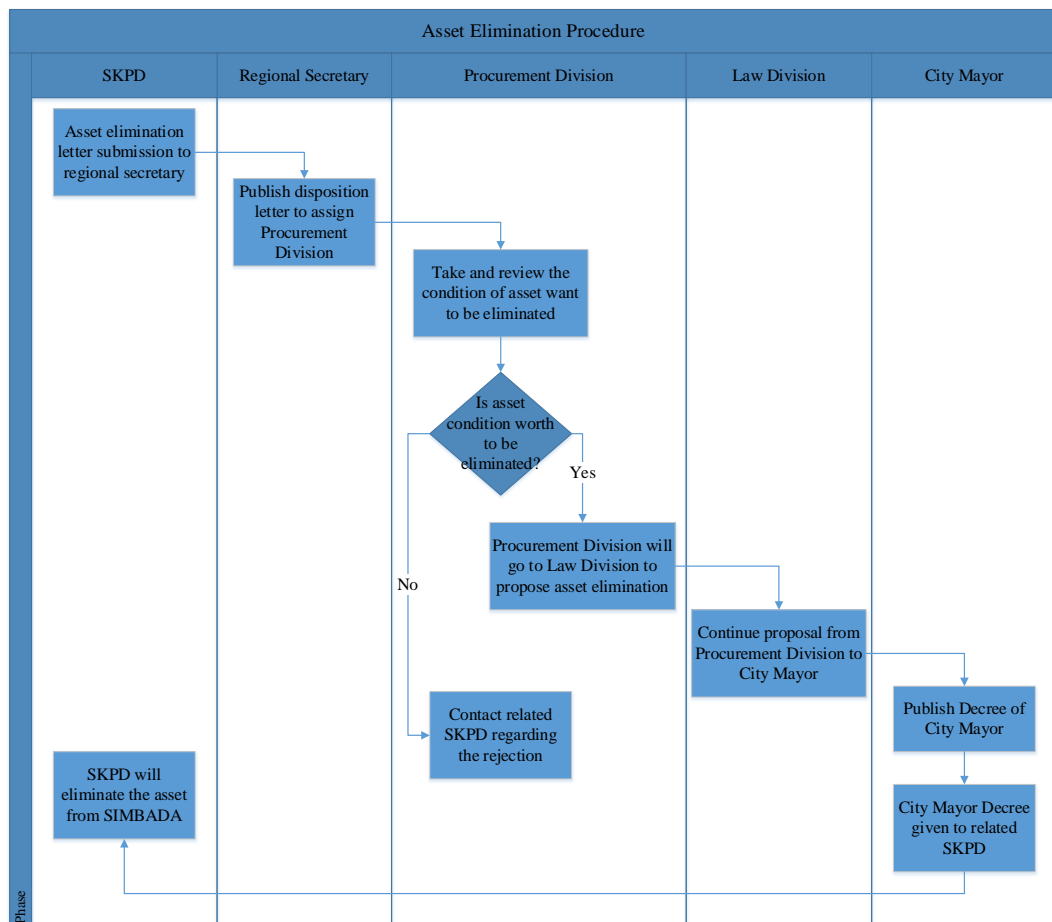 Asset Elimination Procedure
SKPD
Regional Secretary
Procurement Division
Law Division
City Mayor
Asset elimination
letter submission to
regional secretary
Publish disposition
letter to assign
Procurement
Division
Take and review the
condition of asset want
to be eliminated
Is asset
condition worth
to be
eliminated?
Yes
No
Procurement Division will
go to Law Division to
propose asset elimination
Continue proposal from
Procurement Division to
City Mayor
Contact related
SKPD regarding
the rejection
Publish Decree of
City Mayor
City Mayor Decree
given to related
SKPD
SKPD will
eliminate the asset
from SIMBADA
Phase